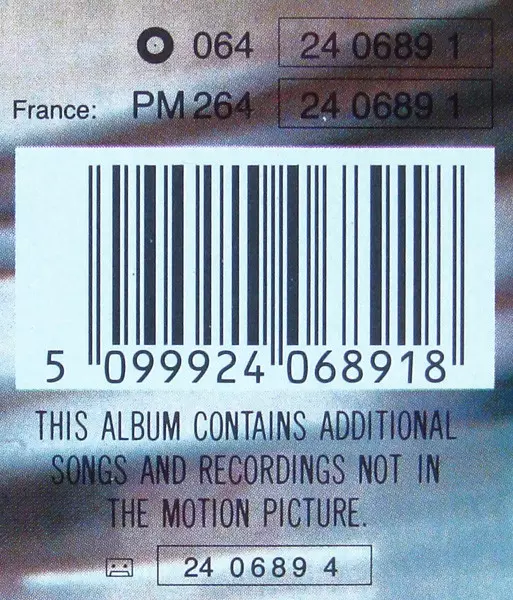 064 24 0689 1
France: PM 264 24 0689 1
5 099924 068918
THIS ALBUM CONTAINS ADDITIONAL
SONGS AND RECORDINGS NOT IN
THE MOTION PICTURE.
24 0689 4